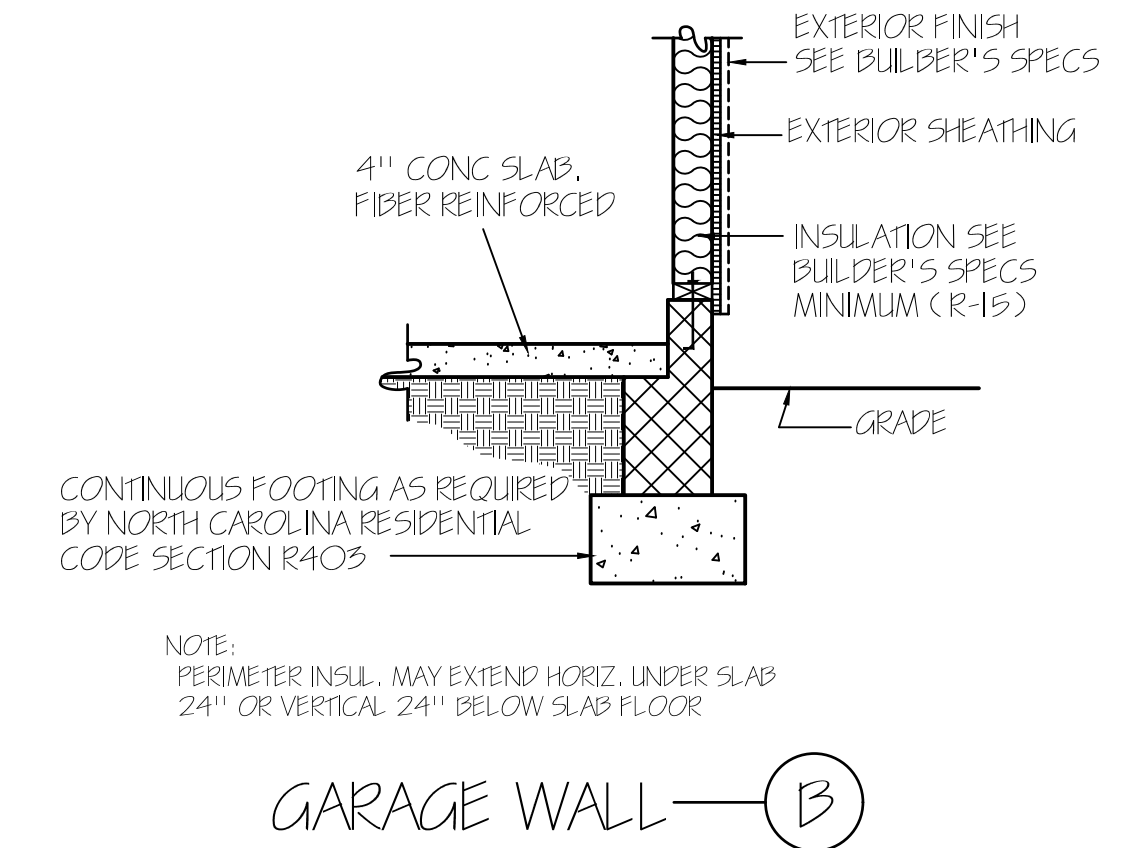 EXTERIOR FINISH
SEE BUILBER'S SPECS
EXTERIOR SHEATHING
4" CONC SLAB,
FIBER REINFORCED
INSULATION SEE
BUILDER'S SPECS
MINIMUM (R-15)
GRADE
CONTINUOUS FOOTING AS REQUIRED
BY NORTH CAROLINA RESIDENTIAL
CODE SECTION R403
NOTE:
PERIMETER INSUL. MAY EXTEND HORIZ. UNDER SLAB
24" OR VERTICAL 24" BELOW SLAB FLOOR
GARAGE WALL B